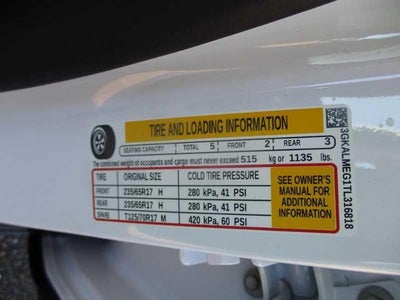 TIRE AND LOADING INFORMATION
SEATING CAPACITY TOTAL 5 FRONT 2 REAR 3
The combined weight of occupants and cargo must never exceed 515 kg or 1135 lbs.
TIRE ORIGINAL SIZE COLD TIRE PRESSURE
FRONT 235/65R17 H 280 kPa, 41 PSI
REAR 235/65R17 H 280 kPa, 41 PSI
SPARE T125/70R17 M 420 kPa, 60 PSI
SEE OWNER'S
MANUAL FOR
ADDITIONAL
INFORMATION
3GKALMEG1TL316818